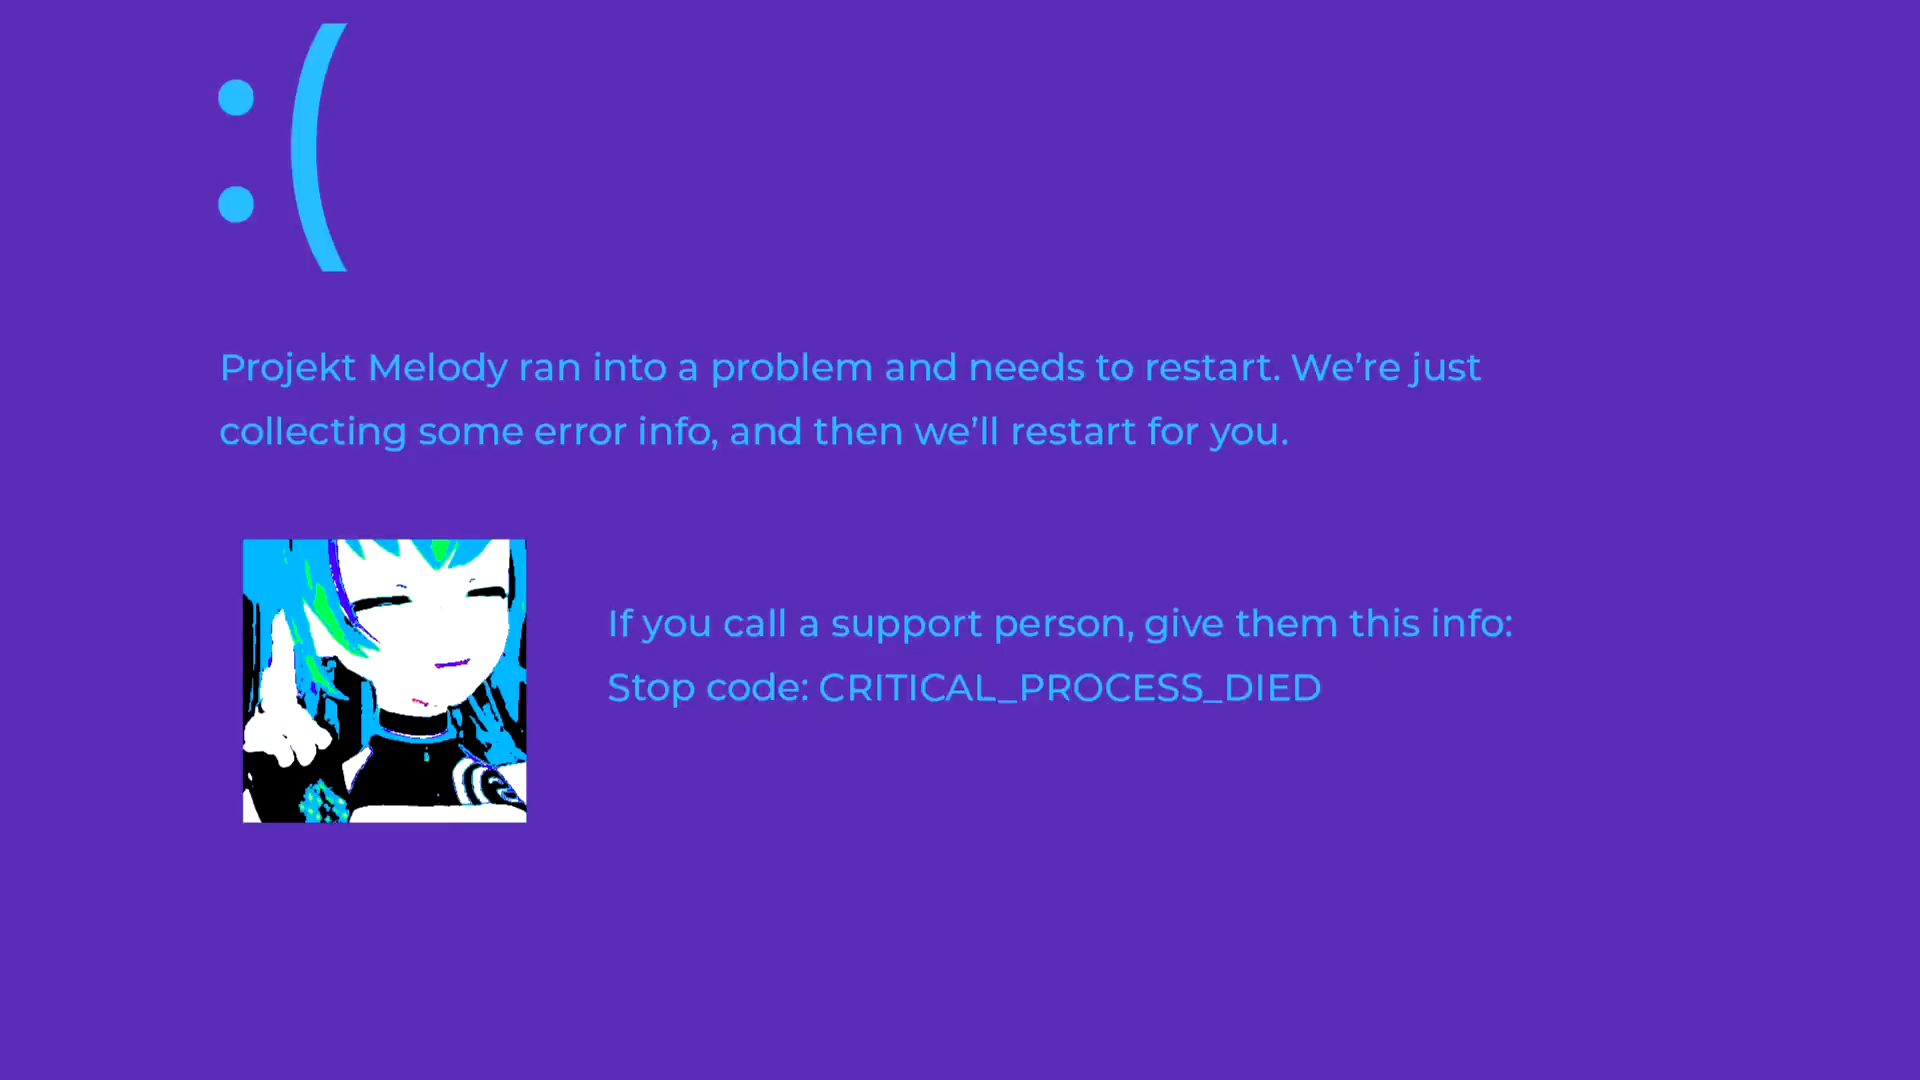 :(
Projekt Melody ran into a problem and needs to restart. We’re just
collecting some error info, and then we’ll restart for you.
If you call a support person, give them this info:
Stop code: CRITICAL_PROCESS_DIED